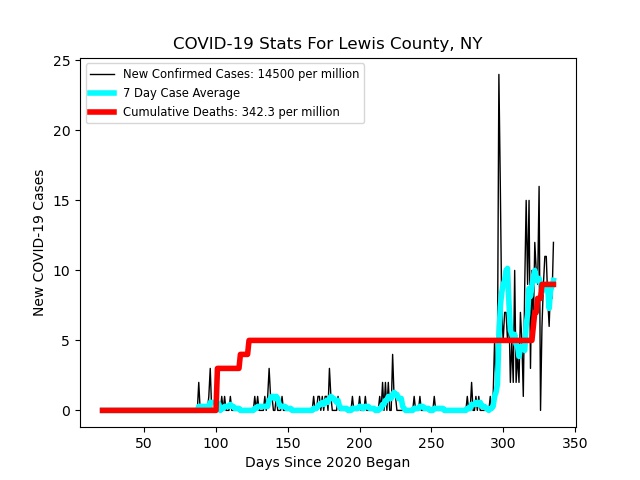 COVID-19 Stats For Lewis County, NY
New Confirmed Cases: 14500 per million
7 Day Case Average
Cumulative Deaths: 342.3 per million
New COVID-19 Cases
25
20
15
10
5
0
50
100
150
200
250
300
350
Days Since 2020 Began